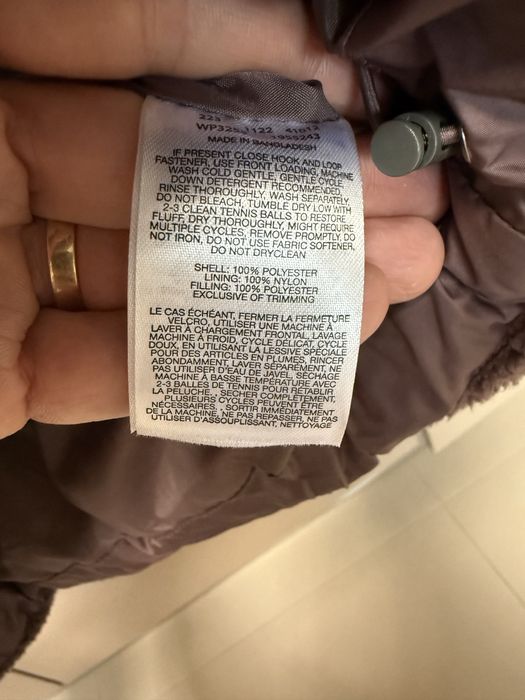 WP325J122 41012
1955243
MADE IN BANGLADESH
IF PRESENT CLOSE HOOK AND LOOP
FASTENER, USE FRONT LOADING, MACHINE
WASH COLD GENTLE, GENTLE CYCLE,
DOWN DETERGENT RECOMMENDED,
RINSE THOROUGHLY, WASH SEPARATELY,
DO NOT BLEACH, TUMBLE DRY LOW WITH
2-3 CLEAN TENNIS BALLS TO RESTORE
FLUFF, DRY THOROUGHLY, MIGHT REQUIRE
MULTIPLE CYCLES, REMOVE PROMPTLY, DO
NOT IRON, DO NOT USE FABRIC SOFTENER,
DO NOT DRYCLEAN
SHELL: 100% POLYESTER
LINING: 100% NYLON
FILLING: 100% POLYESTER
EXCLUSIVE OF TRIMMING
LE CAS ÉCHÉANT, FERMER LA FERMETURE
VELCRO, UTILISER UNE MACHINE À
LAVER À CHARGEMENT FRONTAL, LAVAGE
MACHINE À FROID, CYCLE DÉLICAT, CYCLE
DOUX, EN UTILISANT LA LESSIVE SPÉCIALE
POUR DES ARTICLES EN PLUMES, RINCER
ABONDAMMENT, LAVER SÉPARÉMENT, NE
PAS UTILISER D'EAU DE JAVEL, SÉCHAGE
MACHINE À BASSE TEMPÉRATURE AVEC
2-3 BALLES DE TENNIS POUR RÉTABLIR
LA PELUCHE , SÉCHER COMPLÈTEMENT,
PLUSIEURS CYCLES PEUVENT ÊTRE
NÉCESSAIRES , SORTIR IMMÉDIATEMENT
DE LA MACHINE, NE PAS REPASSER, NE PAS
UTILISER D'ASSOUPLISSANT, NETTOYAGE